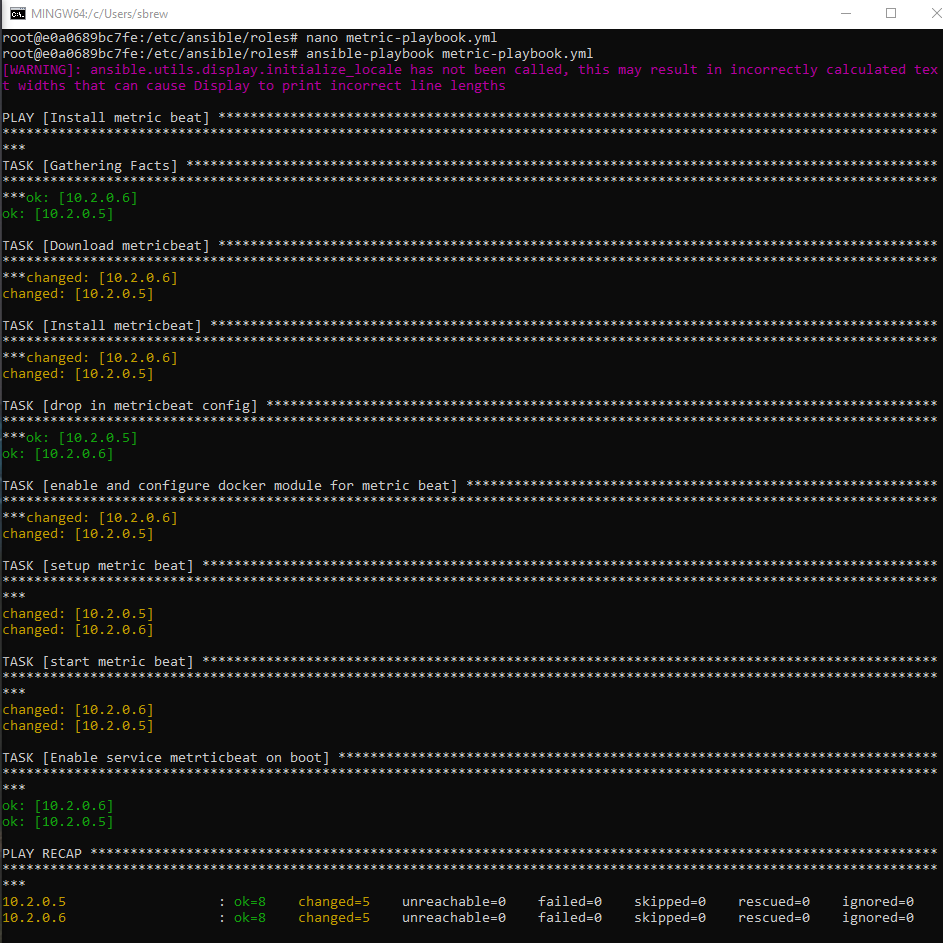 MINGW64:/c/Users/sbrew
root@e0a0689bc7fe:/etc/ansible/roles# nano metric-playbook.yml
root@e0a0689bc7fe:/etc/ansible/roles# ansible-playbook metric-playbook.yml
[WARNING]: ansible.utils.display.initialize_locale has not been called, this may result in incorrectly calculated tex
t widths that can cause Display to print incorrect line lengths
PLAY [Install metric beat] ******************************************************************************************
*********************************************************************************************************************
***
TASK [Gathering Facts] **********************************************************************************************
*********************************************************************************************************************
***ok: [10.2.0.6]
ok: [10.2.0.5]
TASK [Download metricbeat] ******************************************************************************************
*********************************************************************************************************************
***changed: [10.2.0.6]
changed: [10.2.0.5]
TASK [Install metricbeat] *******************************************************************************************
*********************************************************************************************************************
***changed: [10.2.0.6]
changed: [10.2.0.5]
TASK [drop in metricbeat config] ************************************************************************************
*********************************************************************************************************************
***ok: [10.2.0.5]
ok: [10.2.0.6]
TASK [enable and configure docker module for metric beat] ***********************************************************
*********************************************************************************************************************
***changed: [10.2.0.6]
changed: [10.2.0.5]
TASK [setup metric beat] ********************************************************************************************
*********************************************************************************************************************
***
changed: [10.2.0.5]
changed: [10.2.0.6]
TASK [start metric beat] ********************************************************************************************
*********************************************************************************************************************
***
changed: [10.2.0.6]
changed: [10.2.0.5]
TASK [Enable service metrticbeat on boot] ***************************************************************************
*********************************************************************************************************************
***
ok: [10.2.0.6]
ok: [10.2.0.5]
PLAY RECAP **********************************************************************************************************
*********************************************************************************************************************
***
10.2.0.5                   : ok=8    changed=5    unreachable=0    failed=0    skipped=0    rescued=0    ignored=0
10.2.0.6                   : ok=8    changed=5    unreachable=0    failed=0    skipped=0    rescued=0    ignored=0